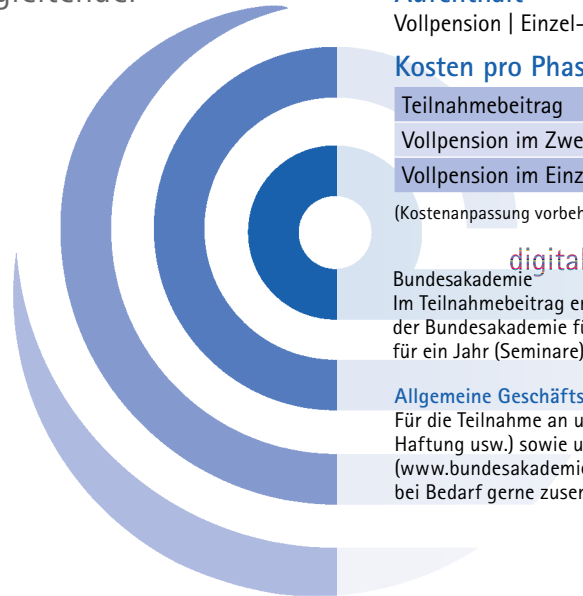 Vollpension | Einzel-
Kosten pro Phas
Teilnahmebeitrag
Vollpension im Zwe
Vollpension im Einz
(Kostenanpassung vorbeh
digital
Bundesakademie
Im Teilnahmebeitrag en
der Bundesakademie fü
für ein Jahr (Seminare)
Allgemeine Geschäfts
Für die Teilnahme an u
Haftung usw.) sowie u
(www.bundesakademie
bei Bedarf gerne zuser